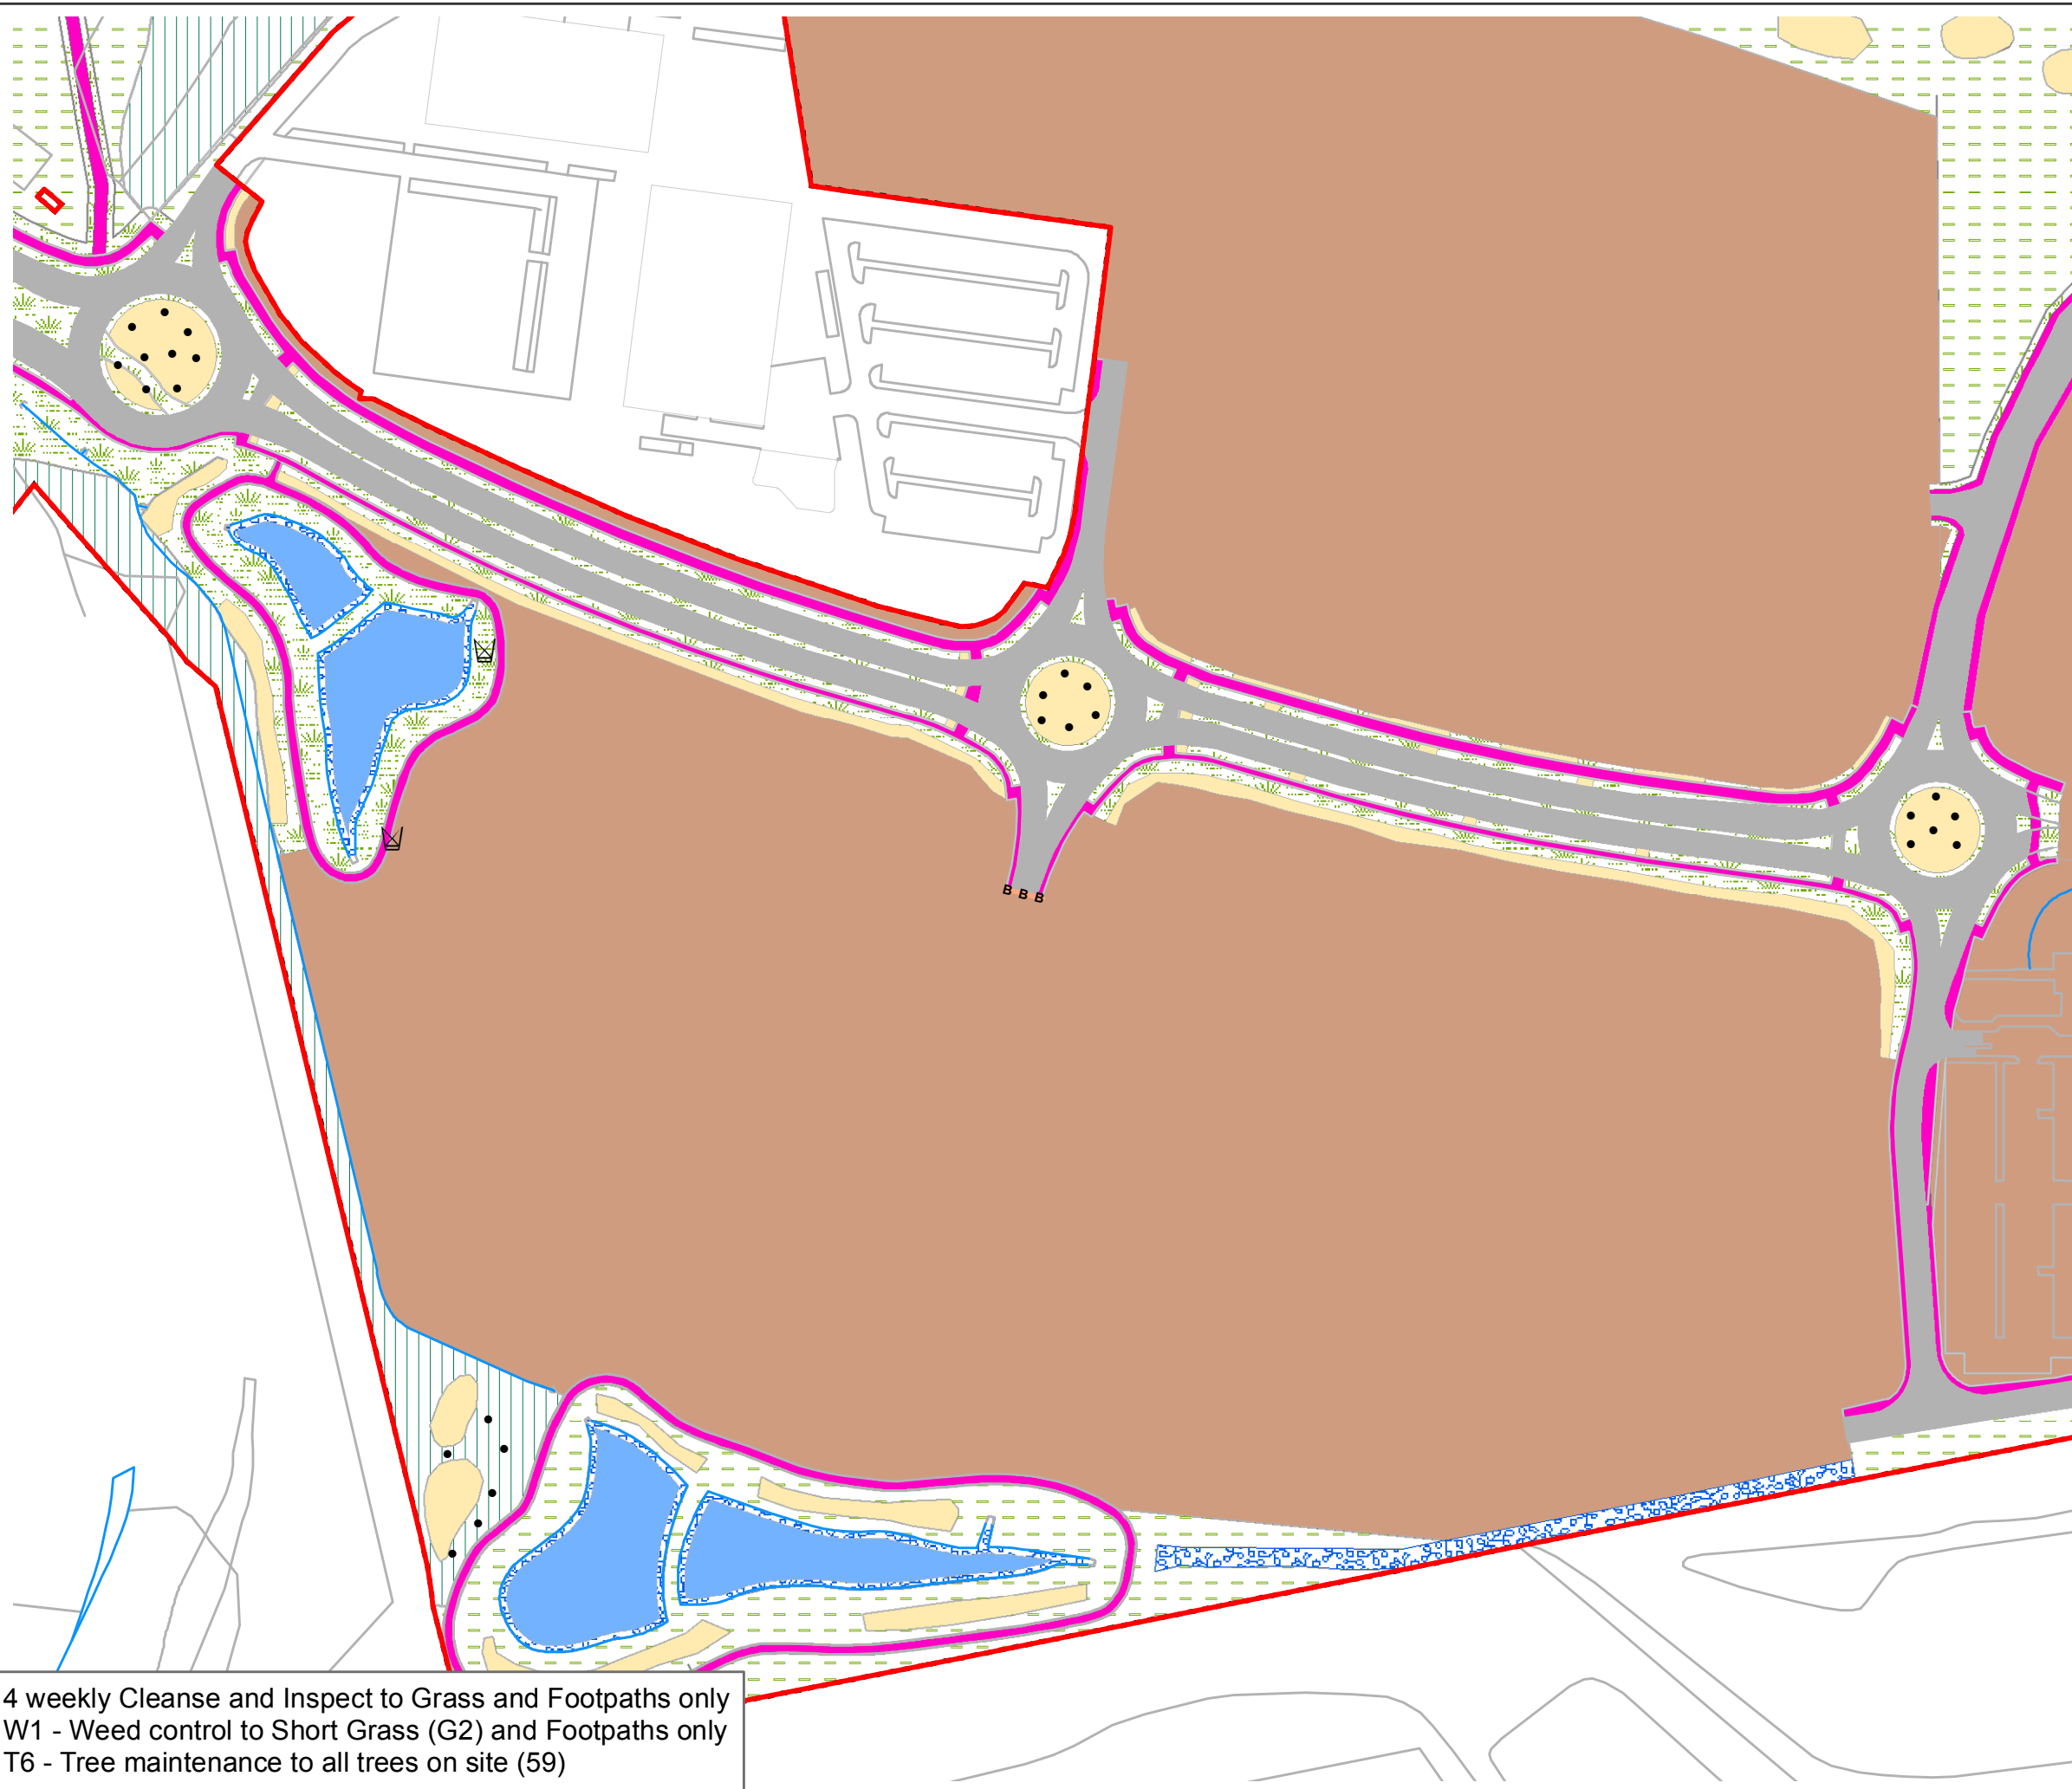 B B B
4 weekly Cleanse and Inspect to Grass and Footpaths only
W1 - Weed control to Short Grass (G2) and Footpaths only
T6 - Tree maintenance to all trees on site (59)